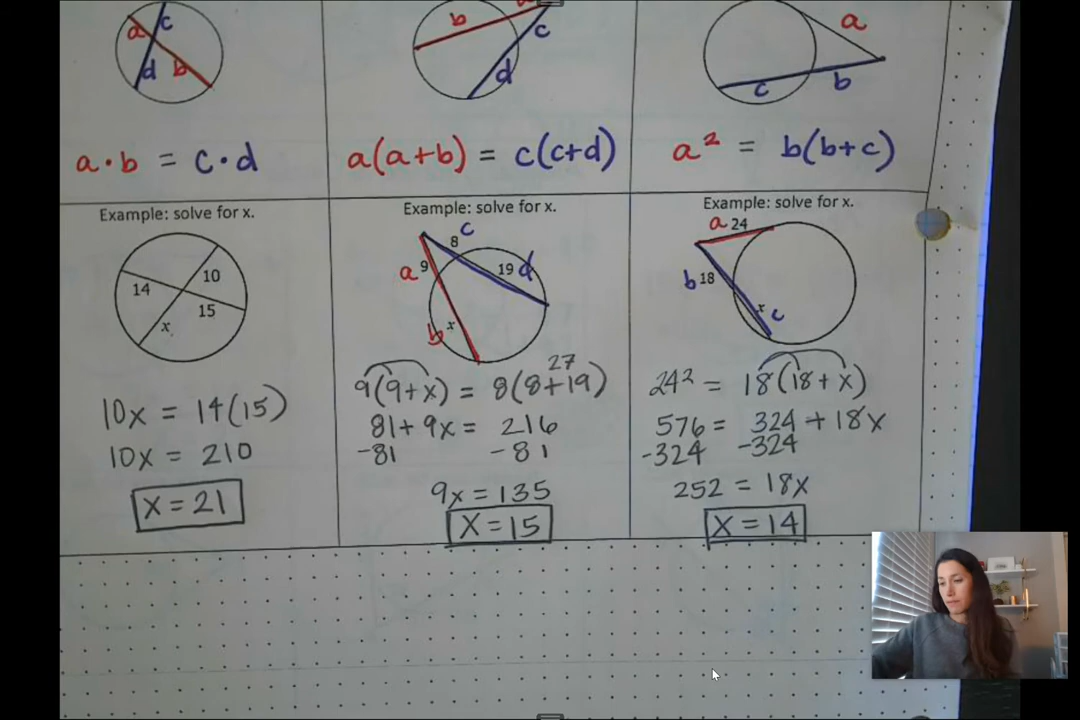 a
c
d
b
b
a
c
d
a
c
b
a · b = c · d
a(a+b) = c(c+d)
a² = b(b+c)
Example: solve for x.
14
10
15
x
10x = 14(15)
10x = 210
x = 21
Example: solve for x.
8
c
a 9
19 d
b x
27
9(9+x) = 8(8+19)
81 + 9x = 216
-81 -81
9x = 135
x = 15
Example: solve for x.
a 24
b 18
x c
24² = 18(18+x)
576 = 324 + 18x
-324 -324
252 = 18x
x = 14